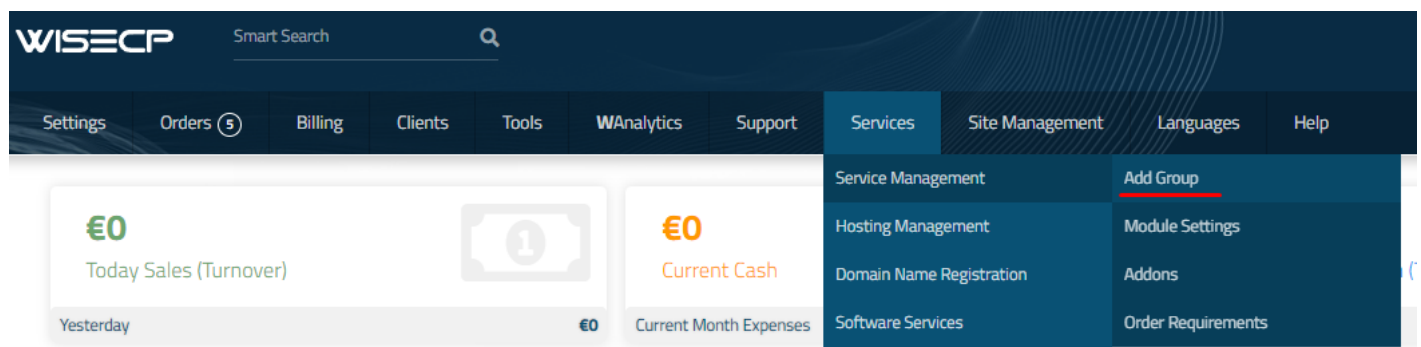 WISECP
Smart Search
Settings
Orders 5
Billing
Clients
Tools
WAnalytics
Support
Services
Site Management
Languages
Help
Service Management
Add Group
Hosting Management
Module Settings
Domain Name Registration
Addons
Software Services
Order Requirements
€0
Today Sales (Turnover)
1
Yesterday
€0
€0
Current Cash
Current Month Expenses